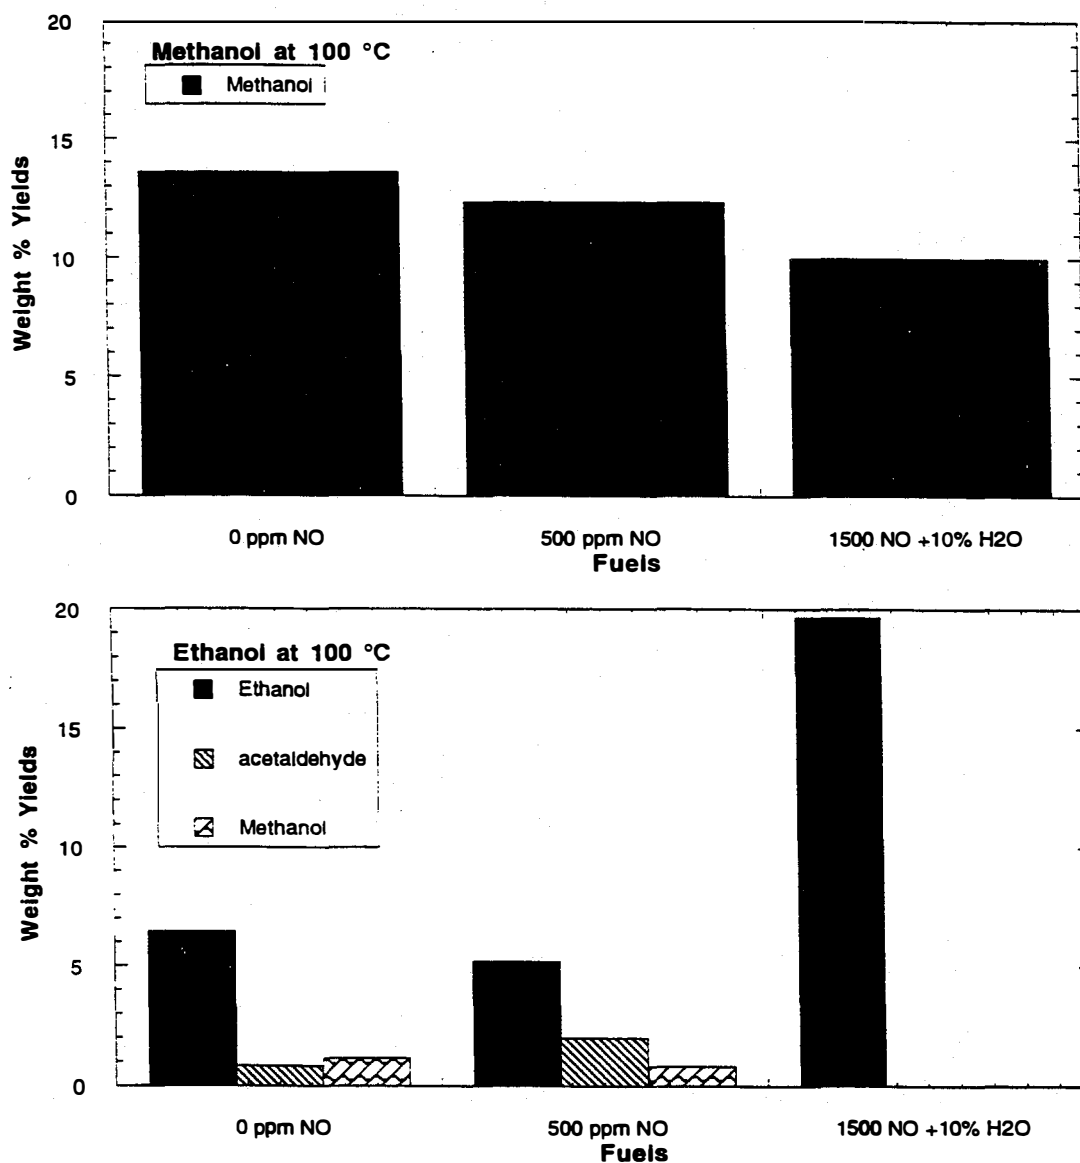 20
Methanol at 100 °C
Methanol
15
10
5
0
Weight % Yields
0 ppm NO
500 ppm NO
1500 NO +10% H2O
Fuels
20
Ethanol at 100 °C
Ethanol
acetaldehyde
Methanol
15
10
5
0
Weight % Yields
0 ppm NO
500 ppm NO
1500 NO +10% H2O
Fuels